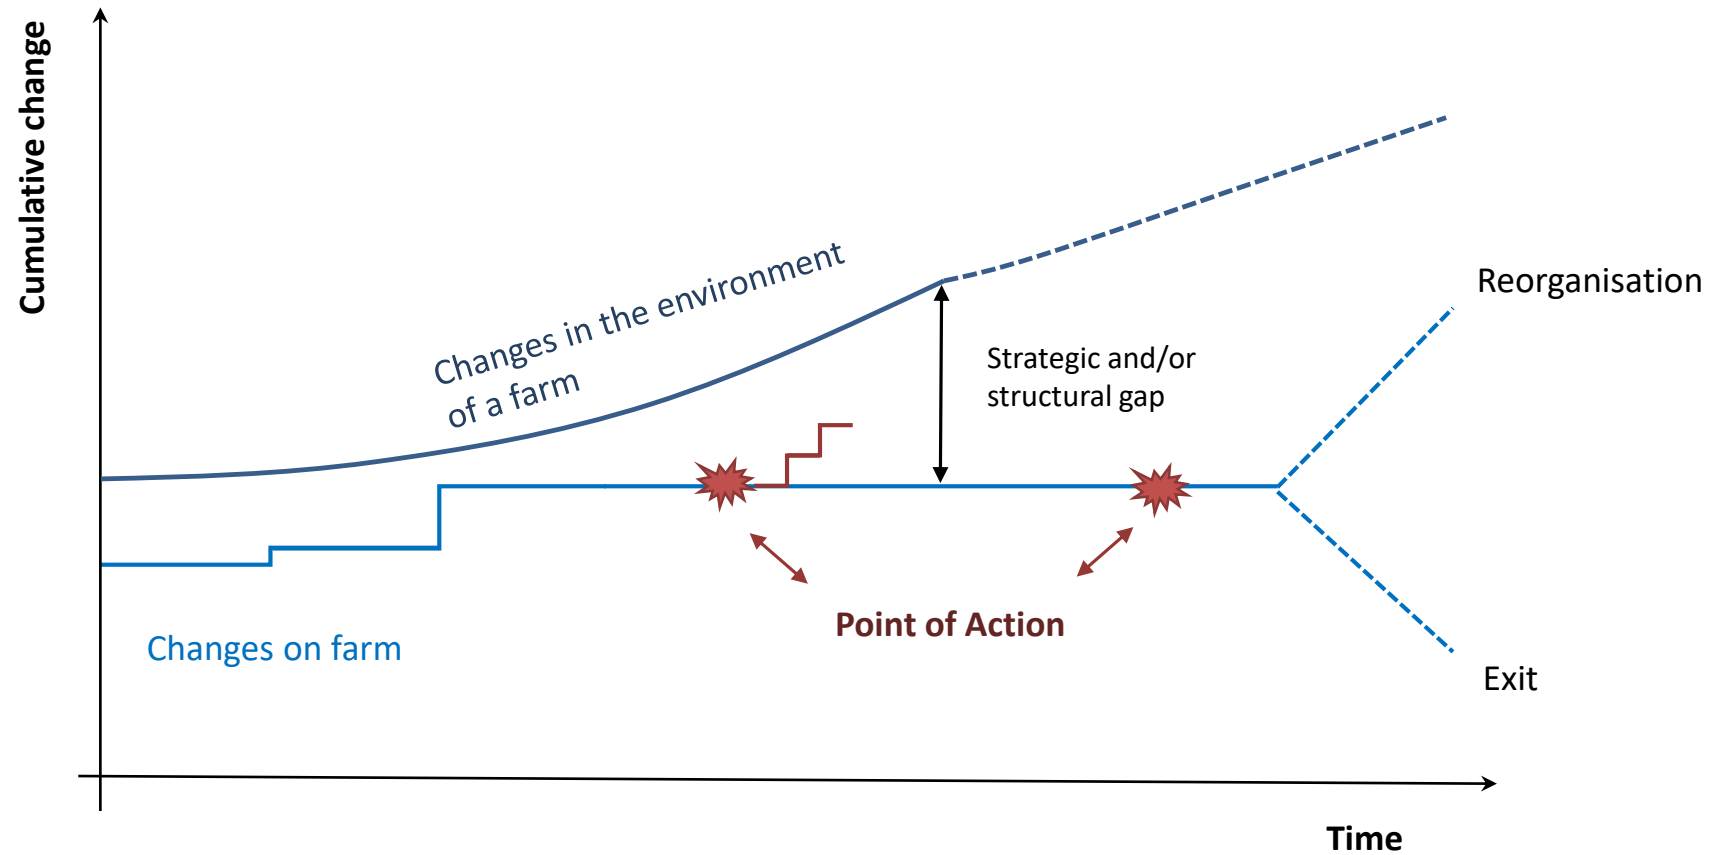 Cumulative change
Changes in the environment
of a farm
Reorganisation
Strategic and/or
structural gap
Point of Action
Changes on farm
Exit
Time